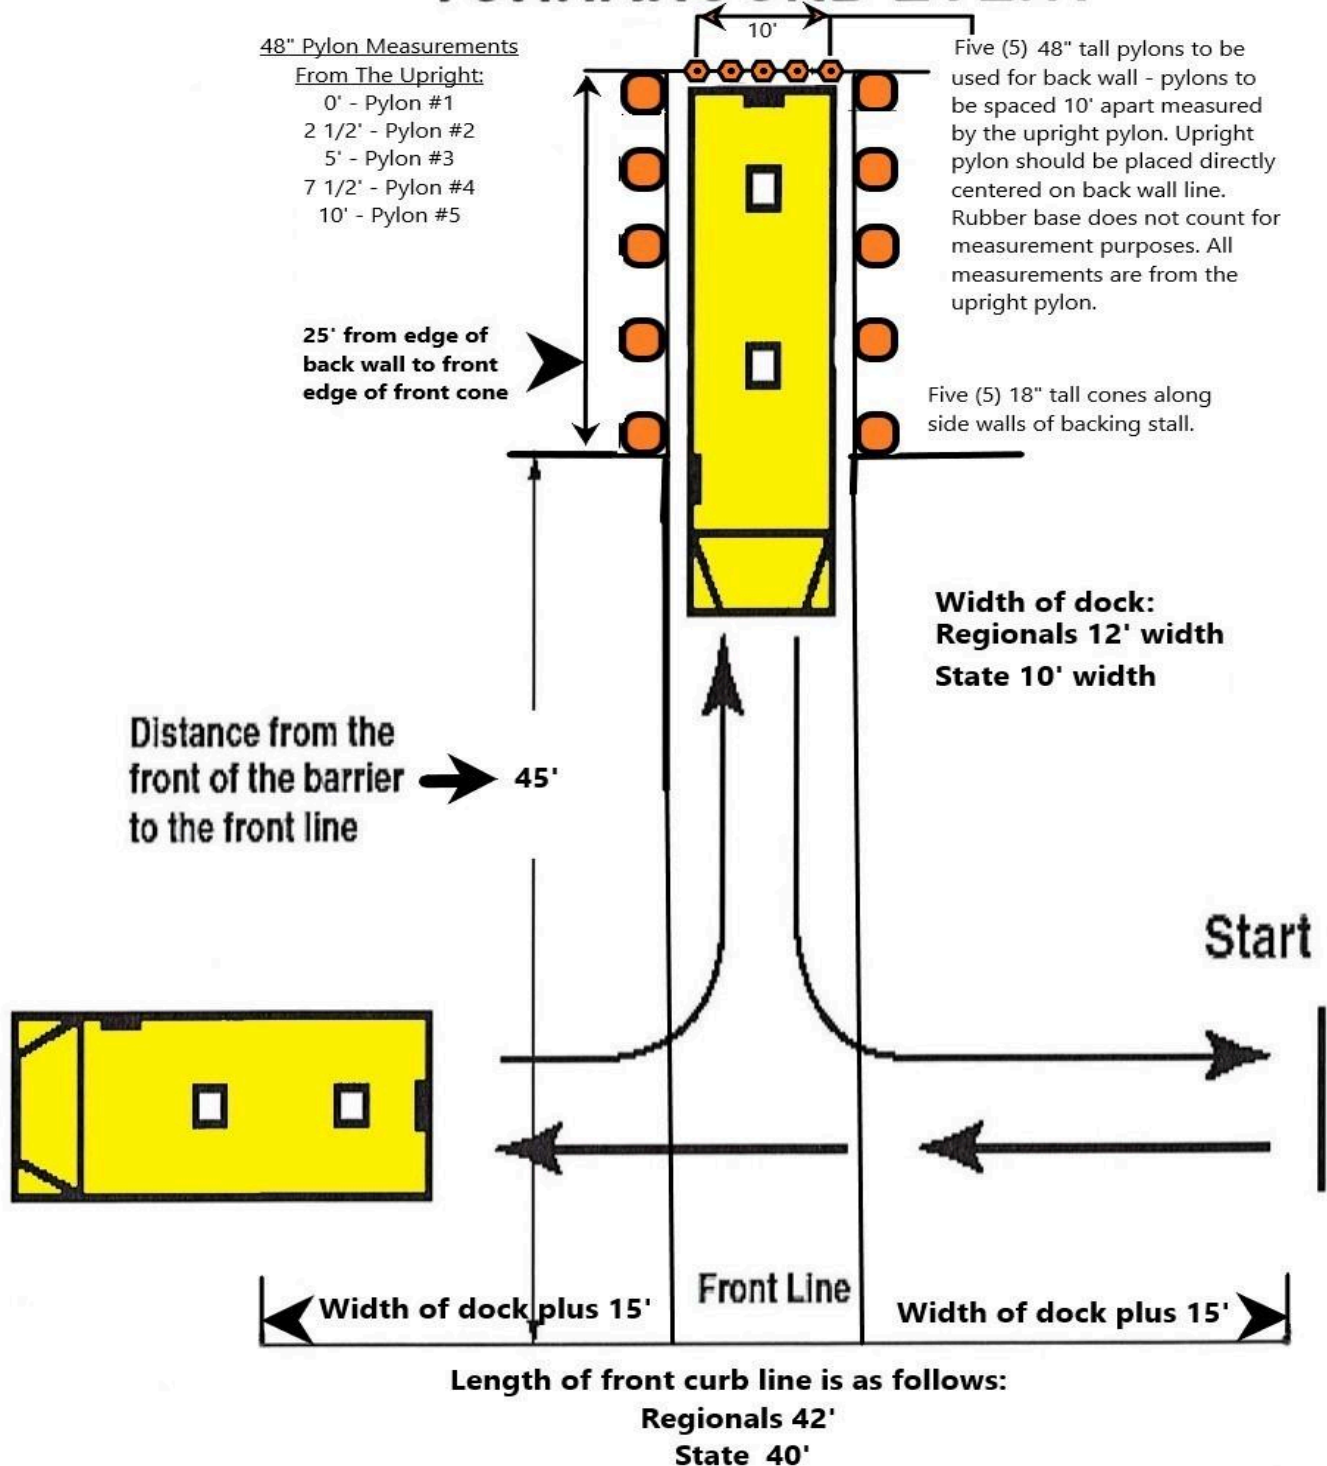 10'
48" Pylon Measurements
From The Upright:
0' - Pylon #1
2 1/2' - Pylon #2
5' - Pylon #3
7 1/2' - Pylon #4
10' - Pylon #5
Five (5) 48" tall pylons to be
used for back wall - pylons to
be spaced 10' apart measured
by the upright pylon. Upright
pylon should be placed directly
centered on back wall line.
Rubber base does not count for
measurement purposes. All
measurements are from the
upright pylon.
25' from edge of
back wall to front
edge of front cone
Five (5) 18" tall cones along
side walls of backing stall.
Width of dock:
Regionals 12' width
State 10' width
Distance from the
front of the barrier
to the front line
45'
Start
Front Line
Width of dock plus 15'
Width of dock plus 15'
Length of front curb line is as follows:
Regionals 42'
State 40'